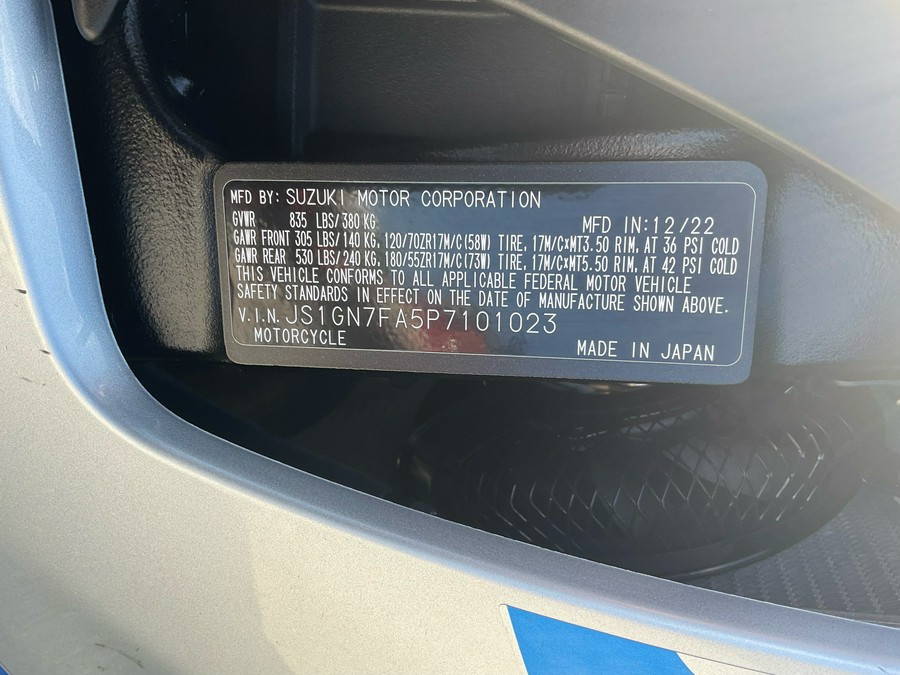 MFD BY: SUZUKI MOTOR CORPORATION
GVWR 835 LBS/ 380 KG MFD IN: 12/22
GAWR FRONT 305 LBS/ 140 KG, 120/70ZR17M/C(58W) TIRE, 17M/C×MT3.50 RIM, AT 36 PSI COLD
GAWR REAR 530 LBS/ 240 KG, 180/55ZR17M/C(73W) TIRE, 17M/C×MT5.50 RIM, AT 42 PSI COLD
THIS VEHICLE CONFORMS TO ALL APPLICABLE FEDERAL MOTOR VEHICLE
SAFETY STANDARDS IN EFFECT ON THE DATE OF MANUFACTURE SHOWN ABOVE.
V.I.N. JS1GN7FA5P7101023
MOTORCYCLE MADE IN JAPAN